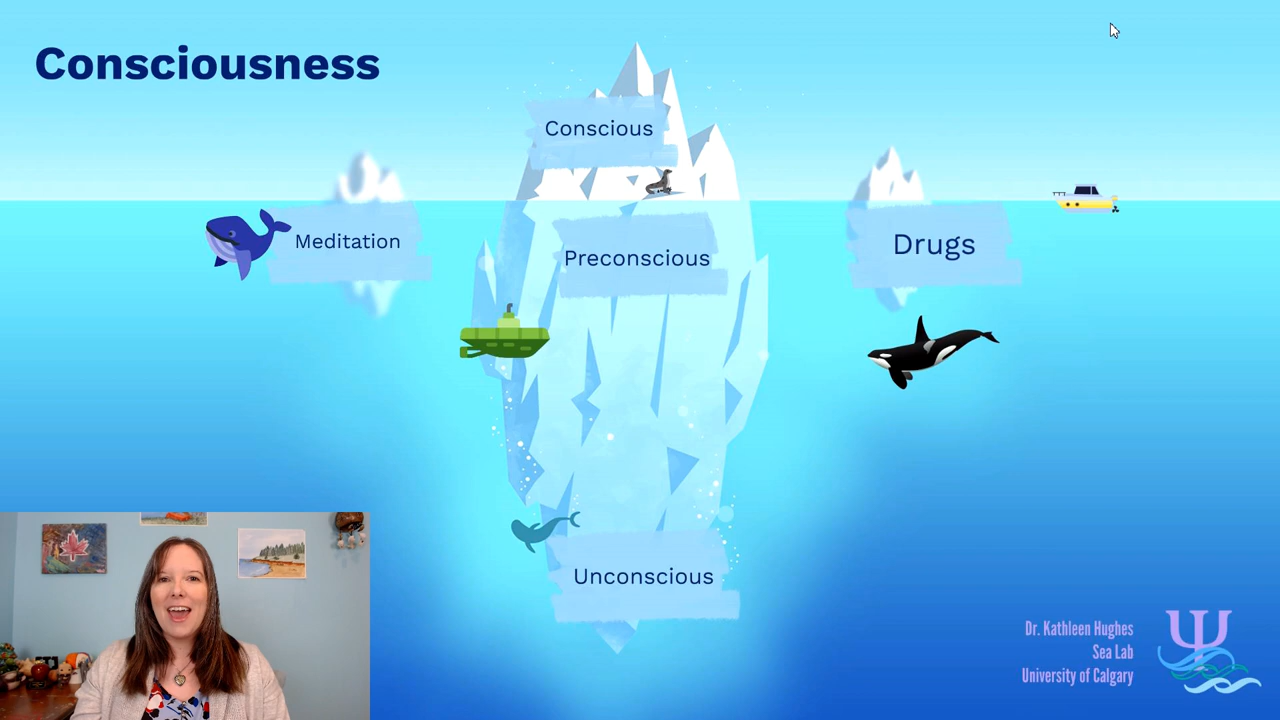 Consciousness
Conscious
Meditation
Preconscious
Drugs
Unconscious
Dr. Kathleen Hughes
Sea Lab
University of Calgary